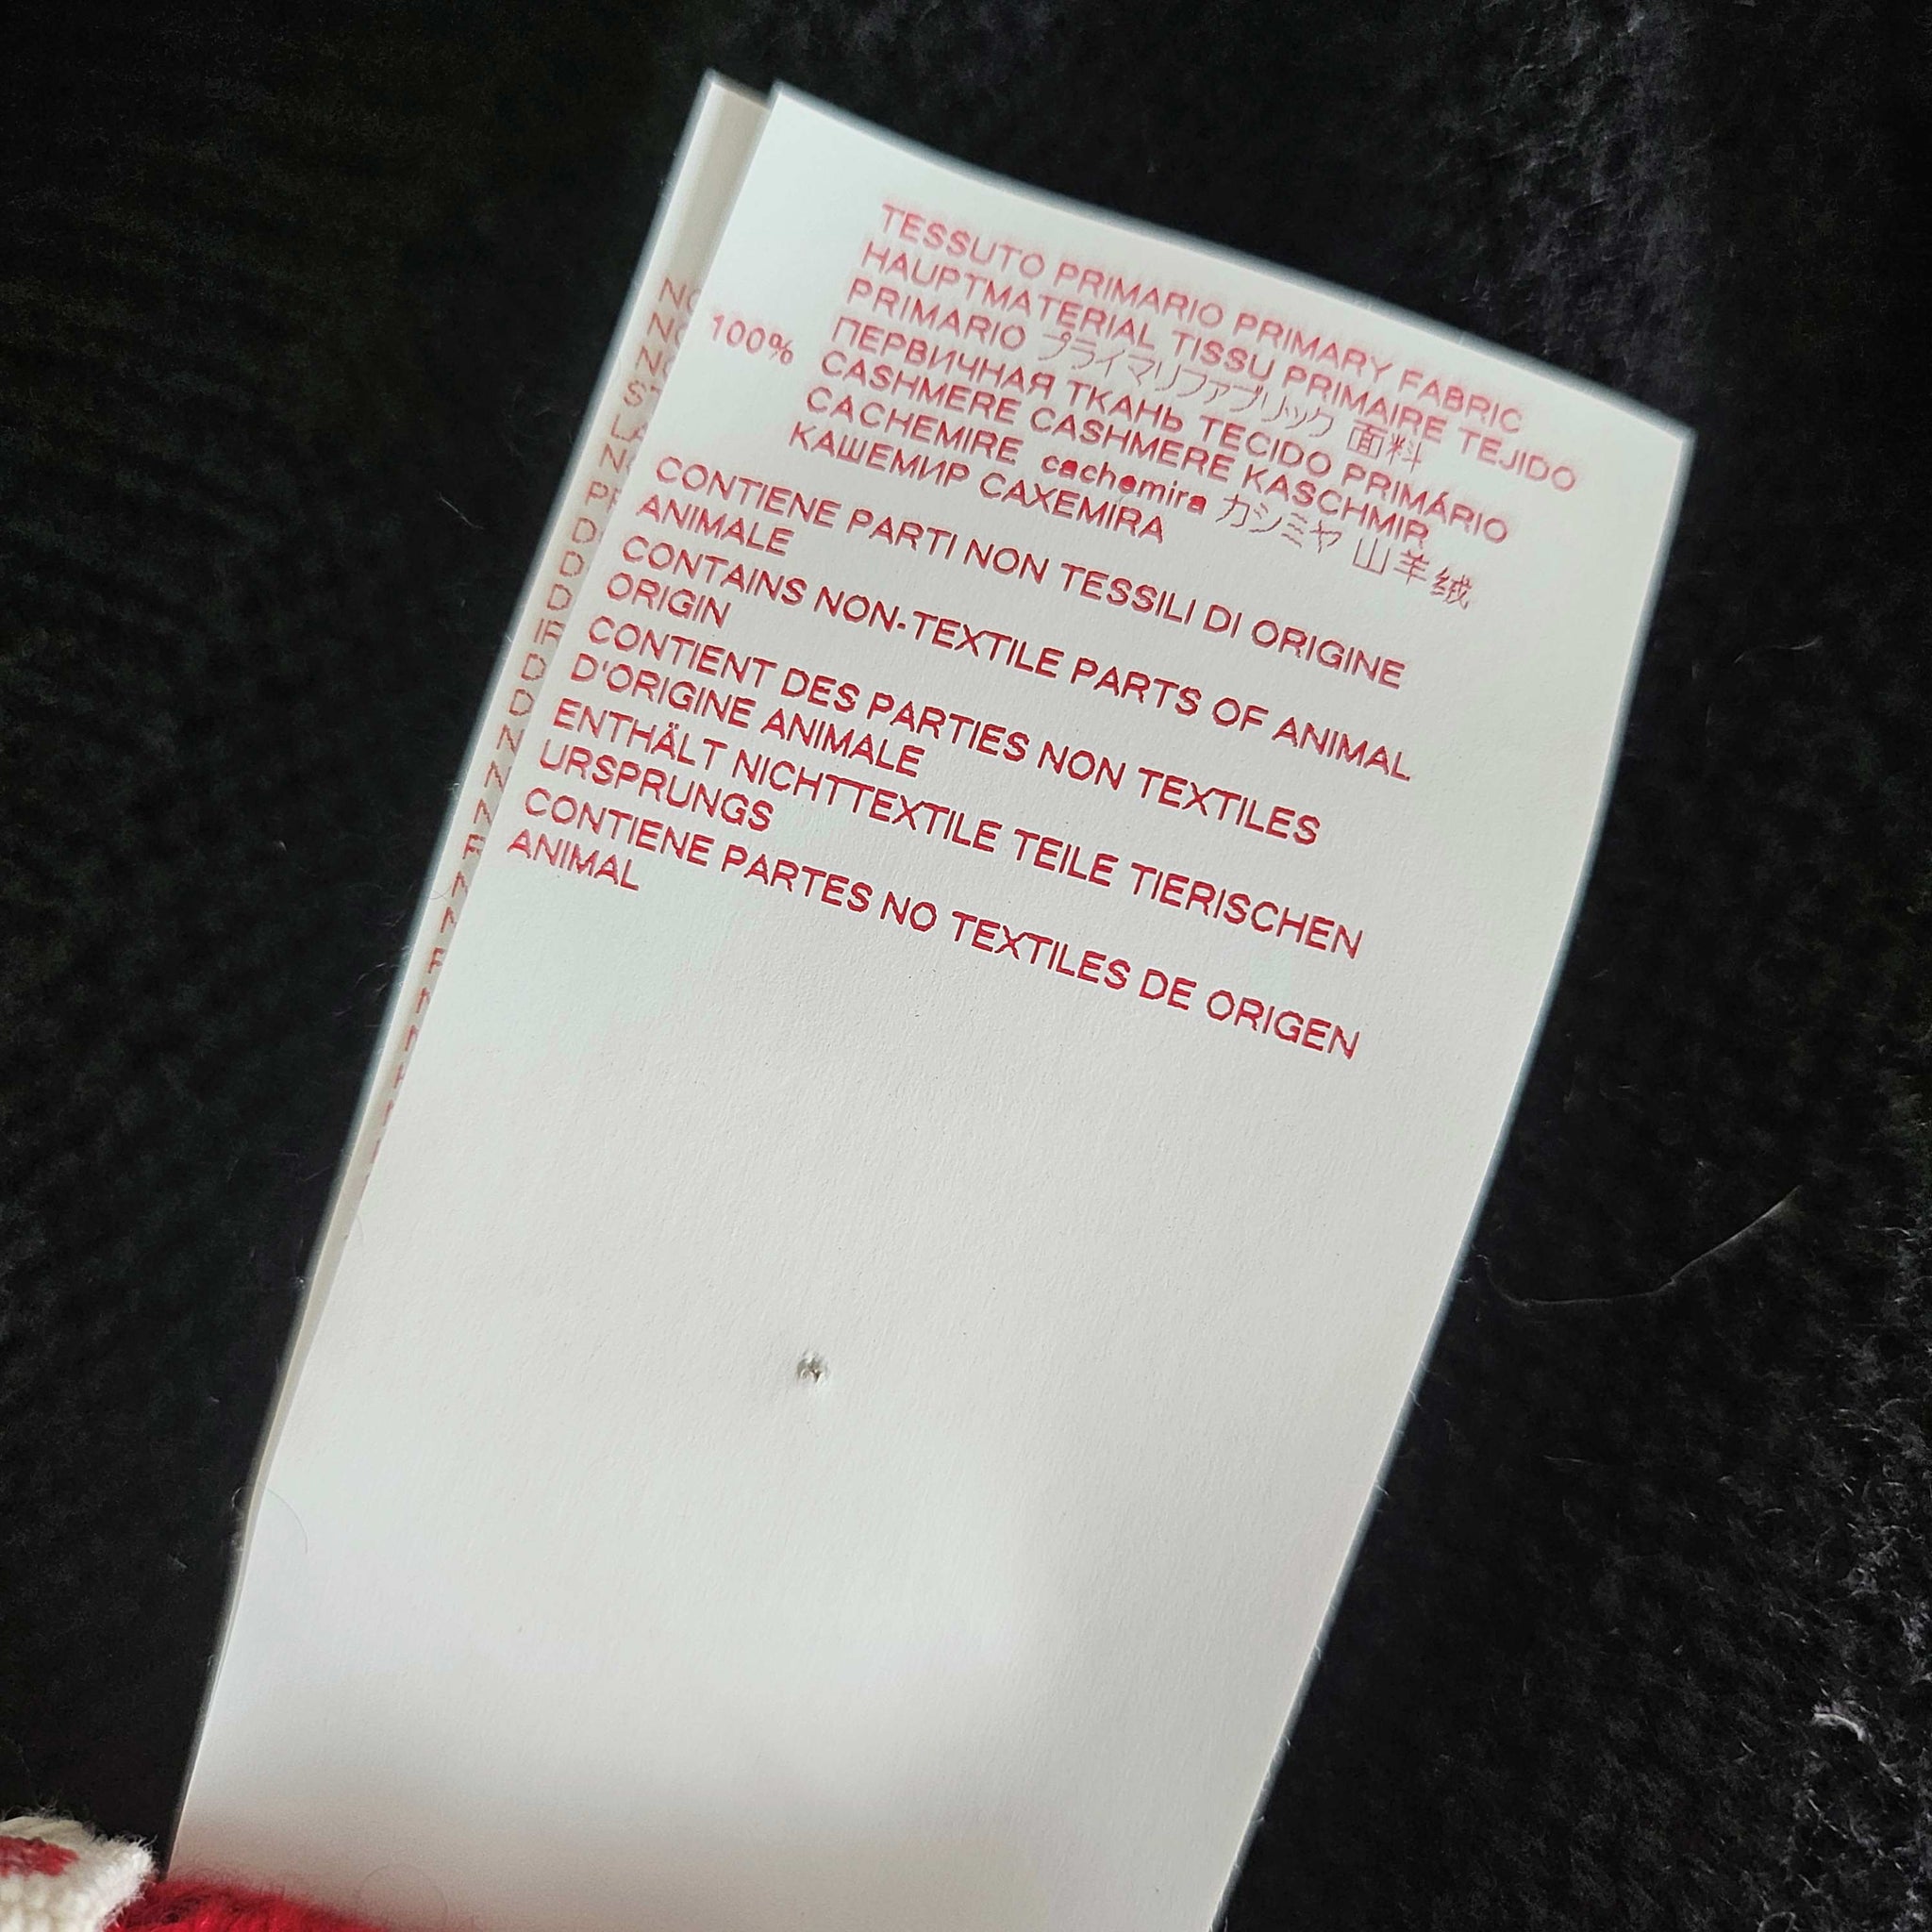 TESSUTO PRIMARIO PRIMARY FABRIC
HAUPTMATERIAL TISSU PRIMAIRE TEJIDO
PRIMARIO プライマリファブリック 面料
ПЕРВИЧНАЯ ТКАНЬ TECIDO PRIMÁRIO
100% CASHMERE CASHMERE KASCHMIR
CACHEMIRE cachemira カシミヤ 山羊绒
КАШЕМИР CAXEMIRA
CONTIENE PARTI NON TESSILI DI ORIGINE
ANIMALE
CONTAINS NON-TEXTILE PARTS OF ANIMAL
ORIGIN
CONTIENT DES PARTIES NON TEXTILES
D'ORIGINE ANIMALE
ENTHÄLT NICHTTEXTILE TEILE TIERISCHEN
URSPRUNGS
CONTIENE PARTES NO TEXTILES DE ORIGEN
ANIMAL